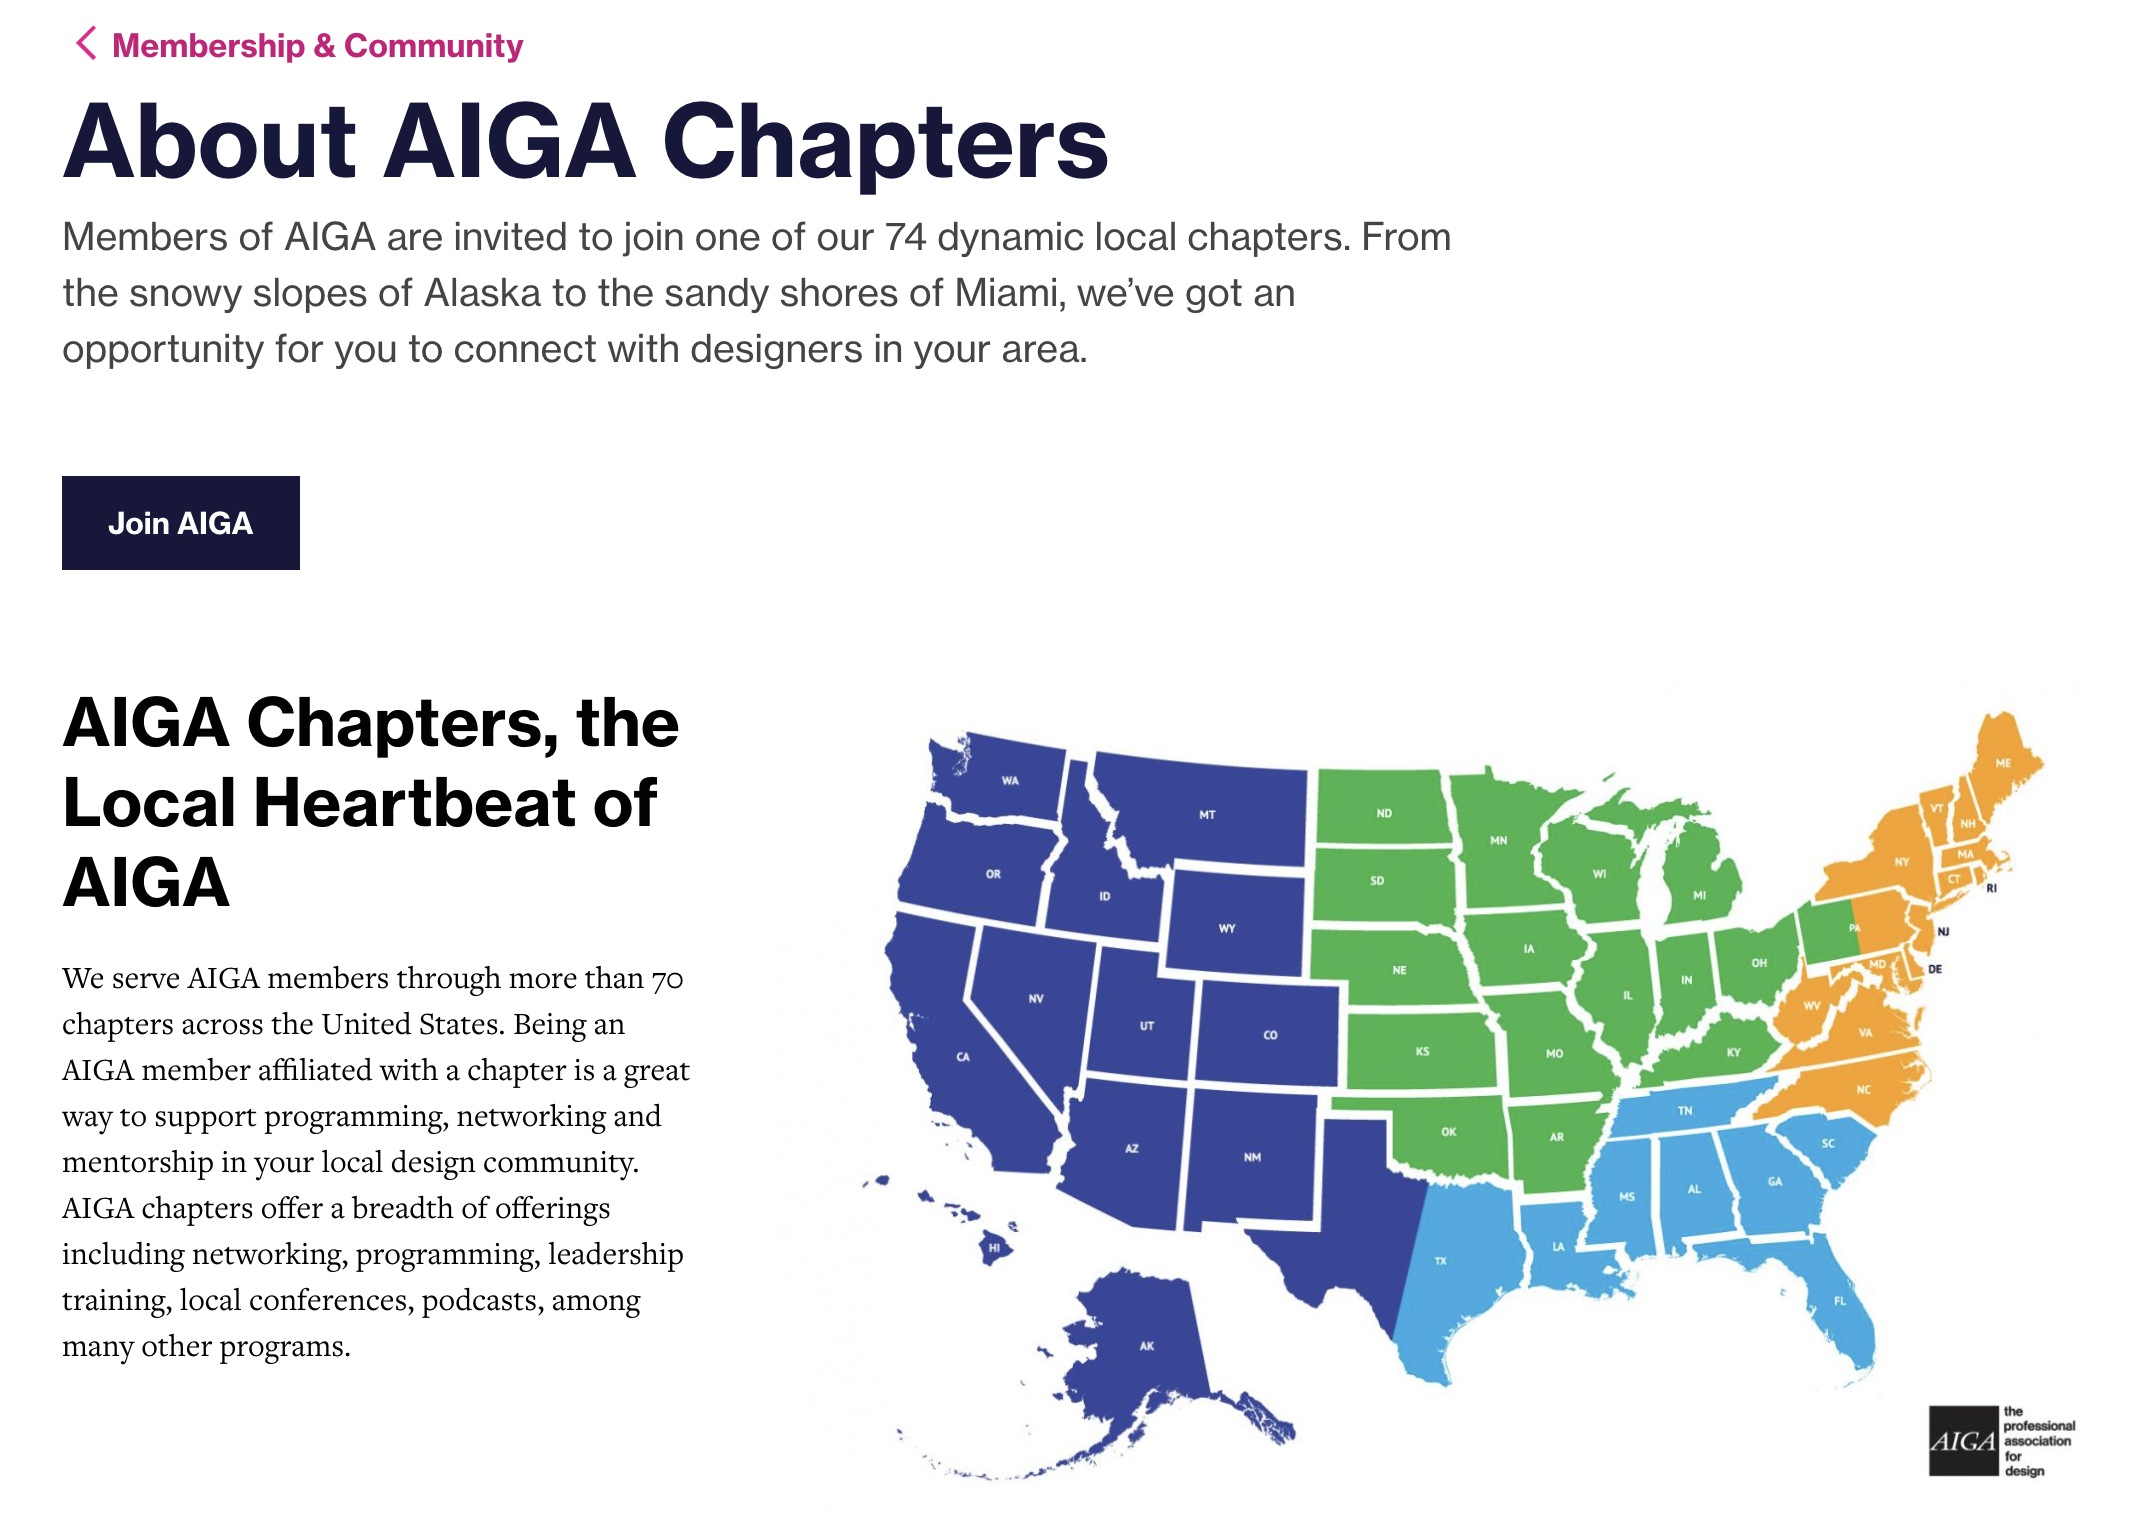 Membership & Community
About AIGA Chapters
Members of AIGA are invited to join one of our 74 dynamic local chapters. From
the snowy slopes of Alaska to the sandy shores of Miami, we’ve got an
opportunity for you to connect with designers in your area.
Join AIGA
AIGA Chapters, the
Local Heartbeat of
AIGA
We serve AIGA members through more than 70
chapters across the United States. Being an
AIGA member affiliated with a chapter is a great
way to support programming, networking and
mentorship in your local design community.
AIGA chapters offer a breadth of offerings
including networking, programming, leadership
training, local conferences, podcasts, among
many other programs.
WA
MT
ND
MN
OR
ID
SD
WI
MI
WY
NE
IA
NV
UT
CO
CA
KS
MO
IL
IN
OH
KY
AZ
NM
OK
AR
TN
TX
LA
MS
AL
GA
SC
FL
HI
AK
ME
VT
NH
NY
MA
CT
RI
PA
NJ
MD
DE
WV
VA
NC
AIGA
the
professional
association
for
design